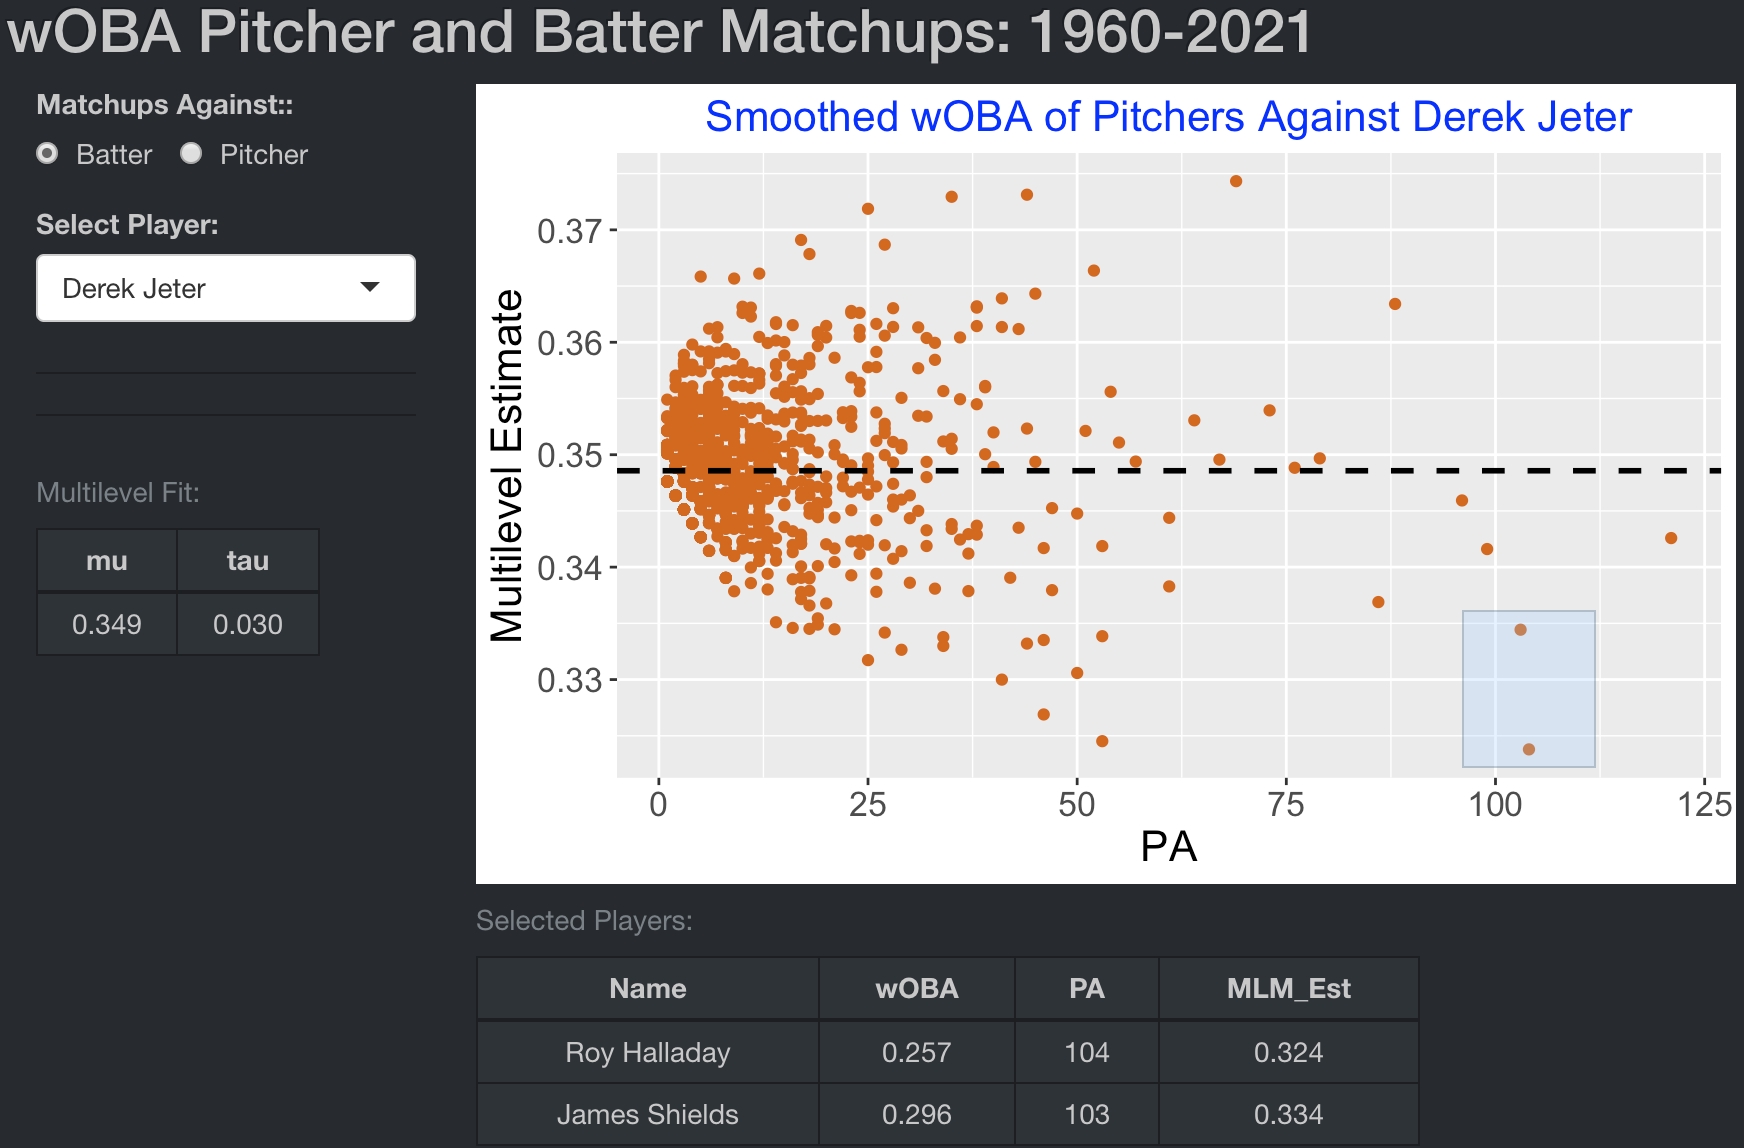 wOBA Pitcher and Batter Matchups: 1960-2021
Matchups Against::
Batter Pitcher
Select Player:
Derek Jeter
Multilevel Fit:
mu tau
0.349 0.030
Smoothed wOBA of Pitchers Against Derek Jeter
Multilevel Estimate
0.37
0.36
0.35
0.34
0.33
0 25 50 75 100 125
PA
Selected Players:
Name wOBA PA MLM_Est
Roy Halladay 0.257 104 0.324
James Shields 0.296 103 0.334